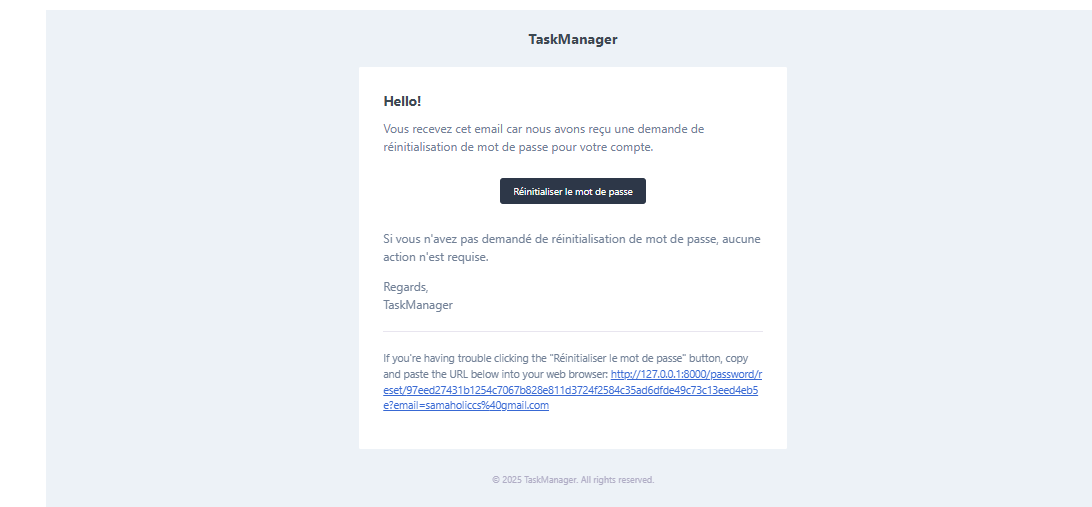 TaskManager
Hello!
Vous recevez cet email car nous avons reçu une demande de
réinitialisation de mot de passe pour votre compte.
Réinitialiser le mot de passe
Si vous n'avez pas demandé de réinitialisation de mot de passe, aucune
action n'est requise.
Regards,
TaskManager
If you're having trouble clicking the "Réinitialiser le mot de passe" button, copy
and paste the URL below into your web browser: http://127.0.0.1:8000/password/r
eset/97eed27431b1254c7067b828e811d3724f2584c35ad6dfde49c73c13eed4eb5
e?email=samaholiccs%40gmail.com
© 2025 TaskManager. All rights reserved.